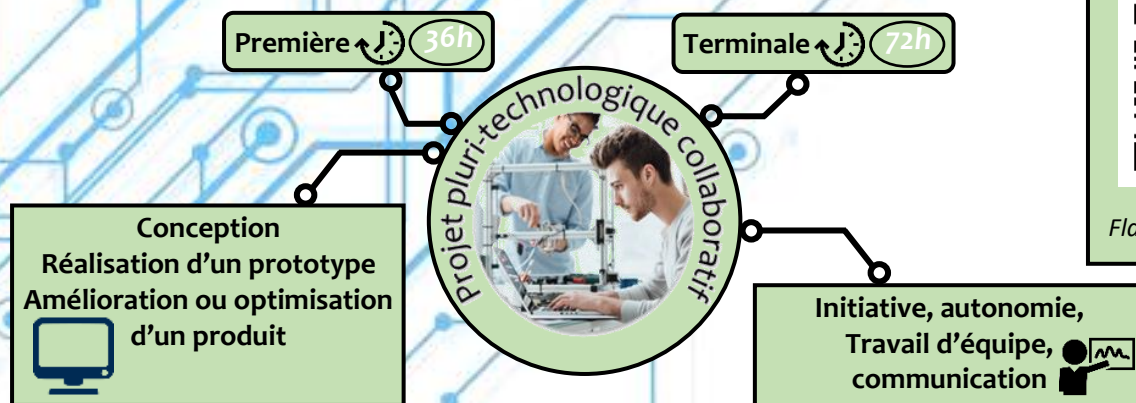 Première 36h
Terminale 72h
Projet pluri-technologique collaboratif
Conception
Réalisation d'un prototype
Amélioration ou optimisation
d'un produit
Initiative, autonomie,
Travail d'équipe,
communication